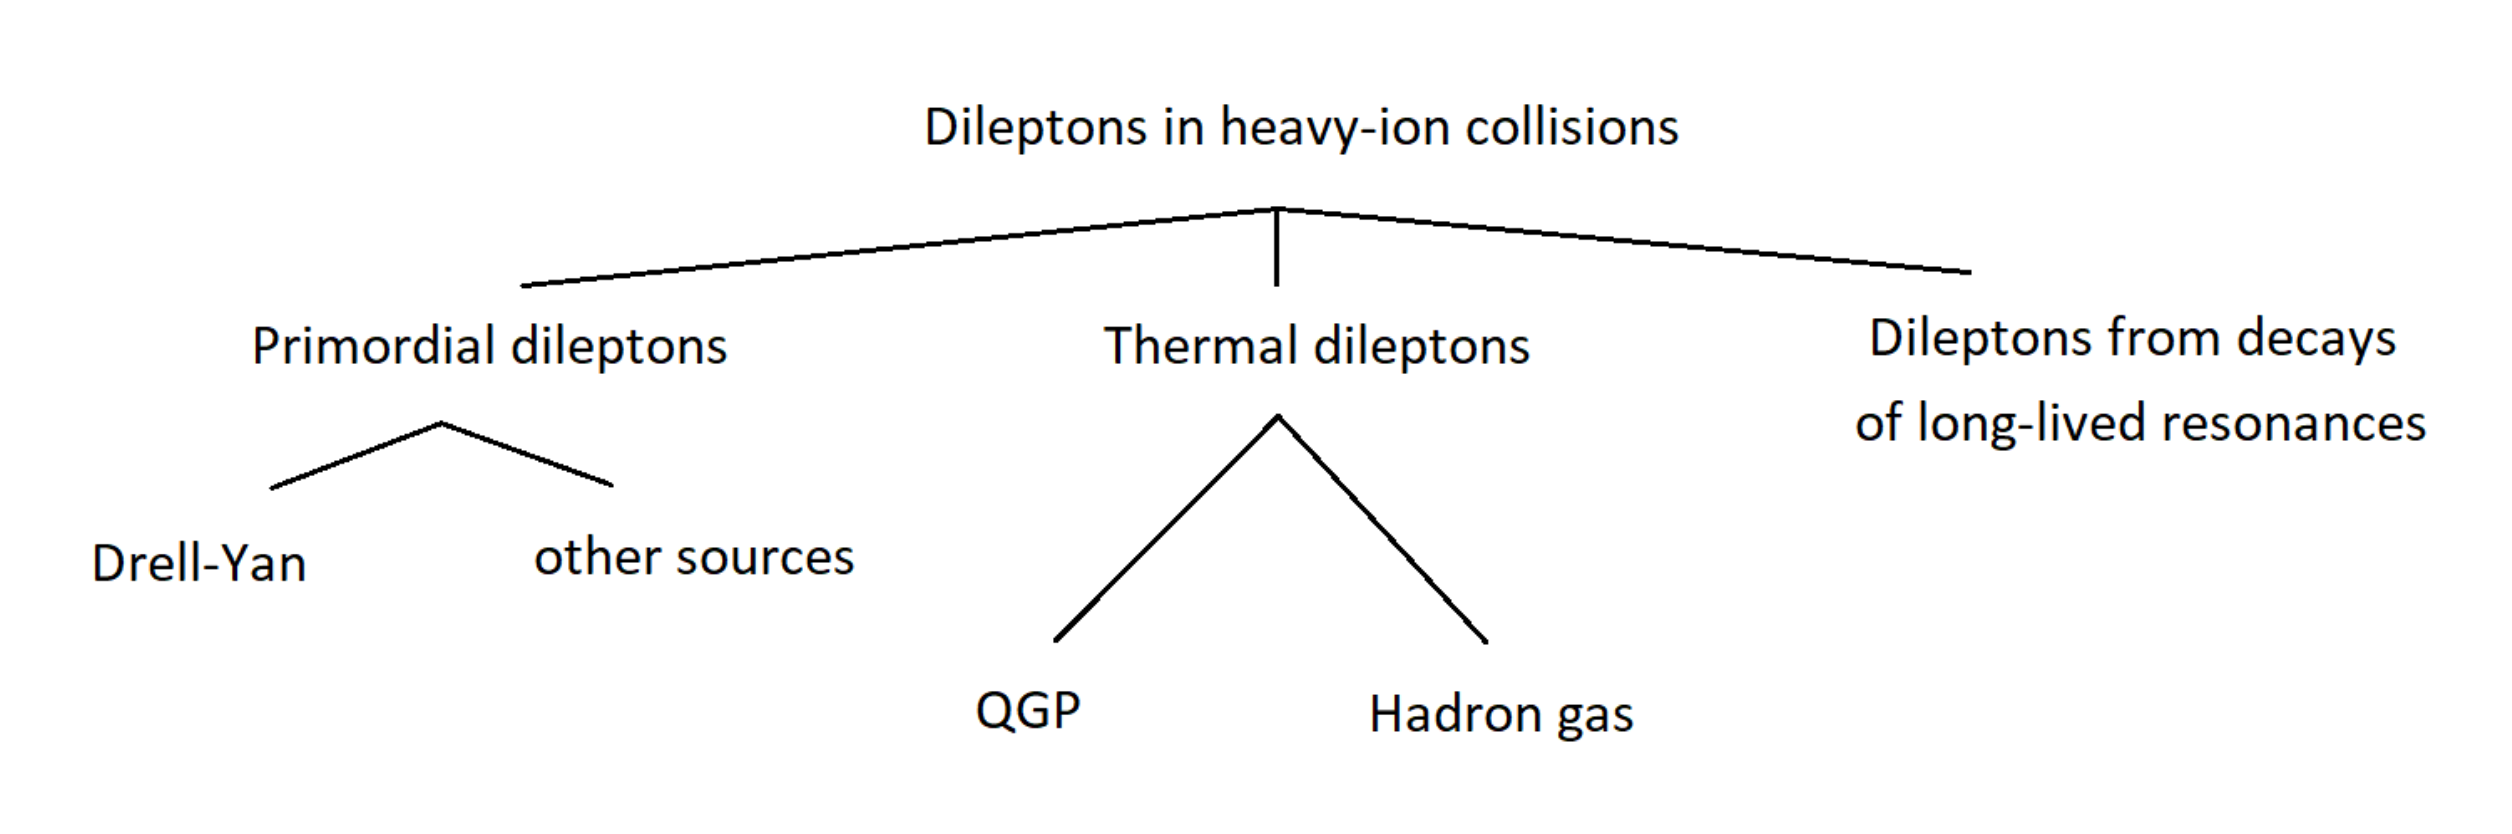 Dileptons in heavy-ion collisions
Primordial dileptons
Thermal dileptons
Dileptons from decays
of long-lived resonances
Drell-Yan
other sources
QGP
Hadron gas